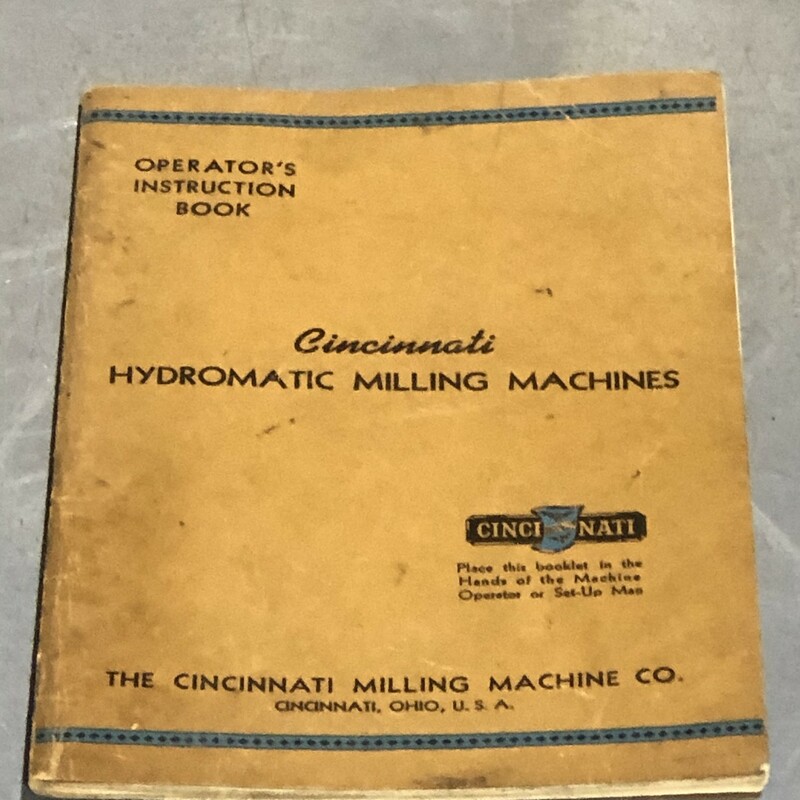 OPERATOR'S
INSTRUCTION
BOOK
Cincinnati
HYDROMATIC MILLING MACHINES
CINCINNATI
Place this booklet in the
Hands of the Machine
Operator or Set-Up Man
THE CINCINNATI MILLING MACHINE CO.
CINCINNATI, OHIO, U. S. A.